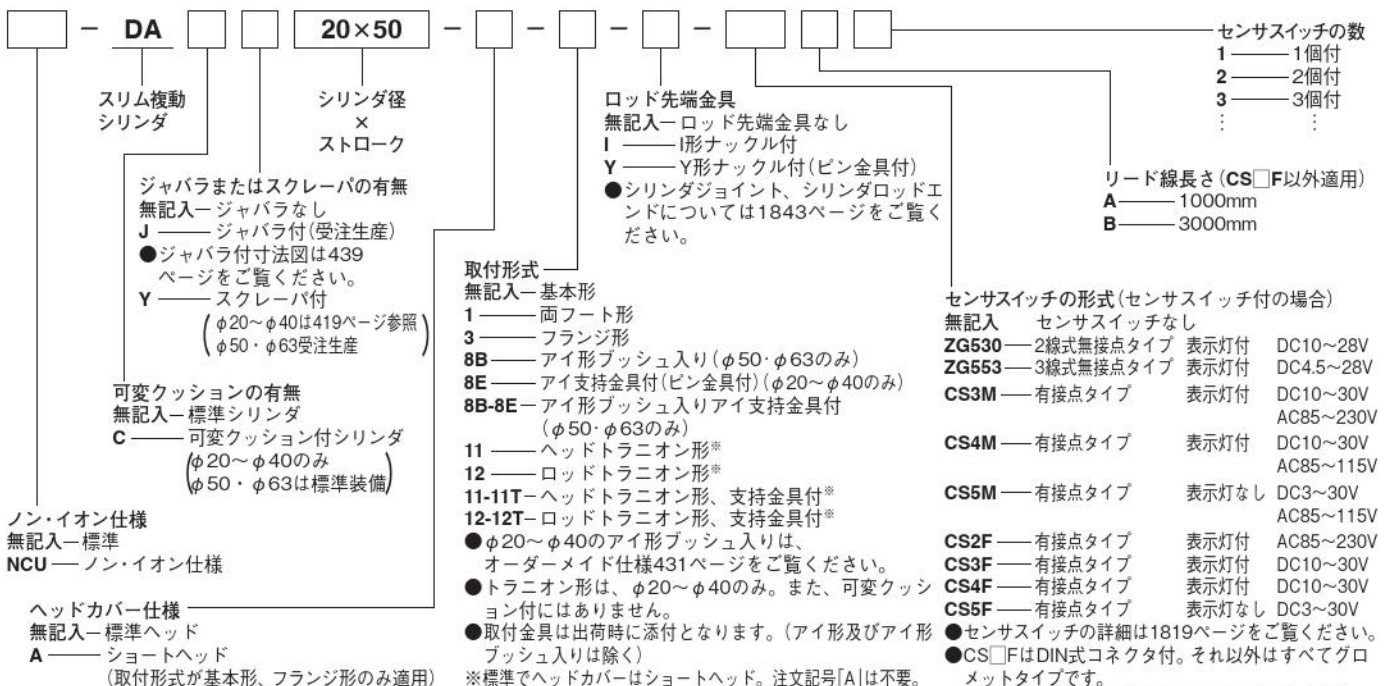 － DA 20×50 － － － －
スリム複動
シリンダ
シリンダ径
×
ストローク
ジャバラまたはスクレーパの有無
無記入―ジャバラなし
J ―― ジャバラ付(受注生産)
●ジャバラ付寸法図は439
ページをご覧ください。
Y ―― スクレーパ付
(φ20～φ40は419ページ参照
φ50・φ63受注生産)
可変クッションの有無
無記入―標準シリンダ
C ―― 可変クッション付シリンダ
(φ20～φ40のみ
φ50・φ63は標準装備)
ノン・イオン仕様
無記入―標準
NCU ―― ノン・イオン仕様
ヘッドカバー仕様
無記入―標準ヘッド
A ―― ショートヘッド
(取付形式が基本形、フランジ形のみ適用)
取付形式
無記入―基本形
1 ―― 両フート形
3 ―― フランジ形
8B ―― アイ形ブッシュ入り(φ50・φ63のみ)
8E ―― アイ支持金具付(ピン金具付)(φ20～φ40のみ)
8B-8E ― アイ形ブッシュ入りアイ支持金具付
(φ50・φ63のみ)
11 ―― ヘッドトラニオン形※
12 ―― ロッドトラニオン形※
11-11T ― ヘッドトラニオン形、支持金具付※
12-12T ― ロッドトラニオン形、支持金具付※
●φ20～φ40のアイ形ブッシュ入りは、
オーダーメイド仕様431ページをご覧ください。
●トラニオン形は、φ20～φ40のみ。また、可変クッシ
ョン付にはありません。
●取付金具は出荷時に添付となります。(アイ形及びアイ形
ブッシュ入りは除く)
※標準でヘッドカバーはショートヘッド。注文記号「A」は不要。
ロッド先端金具
無記入―ロッド先端金具なし
I ―― I形ナックル付
Y ―― Y形ナックル付(ピン金具付)
●シリンダジョイント、シリンダロッドエ
ンドについては1843ページをご覧く
ださい。
センサスイッチの数
1 ―― 1個付
2 ―― 2個付
3 ―― 3個付
⋮ ⋮
リード線長さ(CS□F以外適用)
A ―― 1000mm
B ―― 3000mm
センサスイッチの形式(センサスイッチ付の場合)
無記入 センサスイッチなし
ZG530 ― 2線式無接点タイプ 表示灯付 DC10～28V
ZG553 ― 3線式無接点タイプ 表示灯付 DC4.5～28V
CS3M ― 有接点タイプ 表示灯付 DC10～30V
AC85～230V
CS4M ― 有接点タイプ 表示灯付 DC10～30V
AC85～115V
CS5M ― 有接点タイプ 表示灯なし DC3～30V
AC85～115V
CS2F ― 有接点タイプ 表示灯付 AC85～230V
CS3F ― 有接点タイプ 表示灯付 DC10～30V
CS4F ― 有接点タイプ 表示灯付 DC10～30V
CS5F ― 有接点タイプ 表示灯なし DC3～30V
●センサスイッチの詳細は1819ページをご覧ください。
●CS□FはDIN式コネクタ付。それ以外はすべてグロ
メットタイプです。